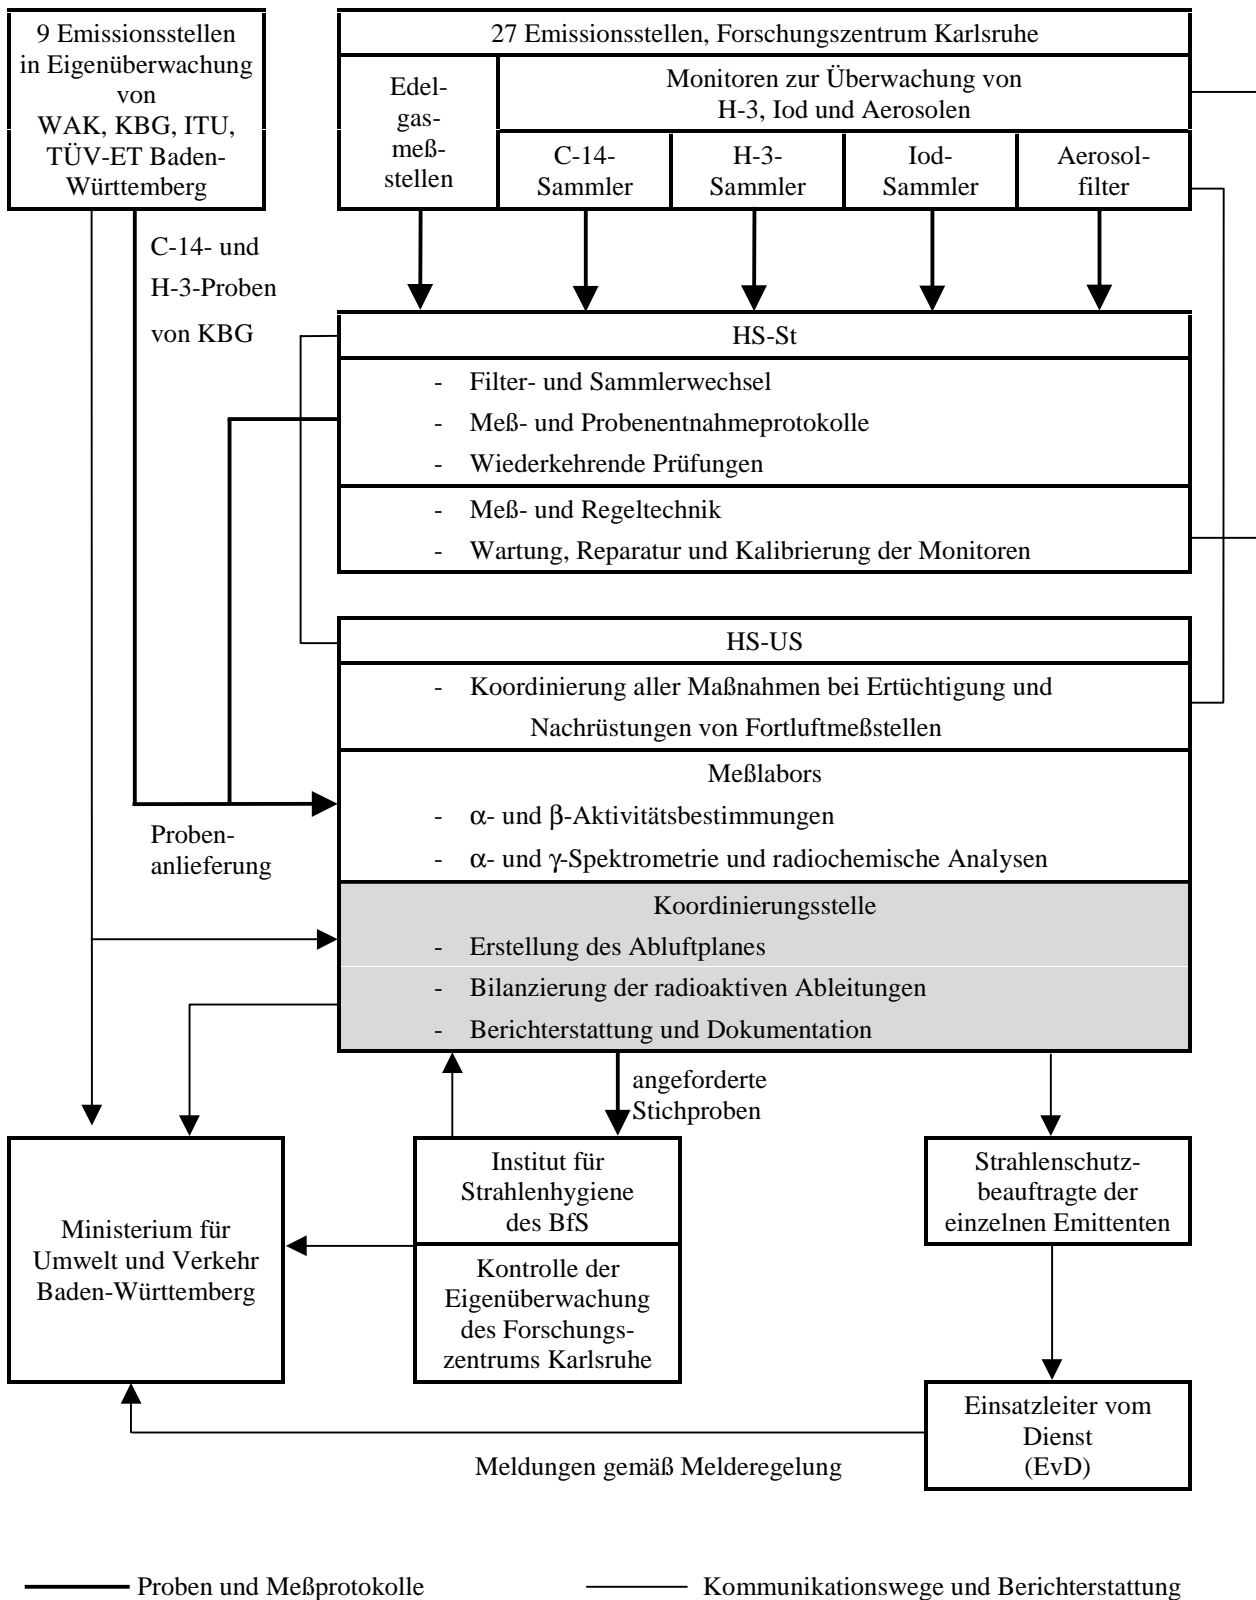 9 Emissionsstellen
in Eigenüberwachung
von
WAK, KBG, ITU,
TÜV-ET Baden-
Württemberg
27 Emissionsstellen, Forschungszentrum Karlsruhe
Edel-
gas-
meß-
stellen
Monitoren zur Überwachung von
H-3, Iod und Aerosolen
C-14-
Sammler
H-3-
Sammler
Iod-
Sammler
Aerosol-
filter
C-14- und
H-3-Proben
von KBG
HS-St
- Filter- und Sammlerwechsel
- Meß- und Probenentnahmeprotokolle
- Wiederkehrende Prüfungen
- Meß- und Regeltechnik
- Wartung, Reparatur und Kalibrierung der Monitoren
HS-US
- Koordinierung aller Maßnahmen bei Ertüchtigung und
Nachrüstungen von Fortluftmeßstellen
Meßlabors
- α- und β-Aktivitätsbestimmungen
- α- und γ-Spektrometrie und radiochemische Analysen
Proben-
anlieferung
Koordinierungsstelle
- Erstellung des Abluftplanes
- Bilanzierung der radioaktiven Ableitungen
- Berichterstattung und Dokumentation
angeforderte
Stichproben
Ministerium für
Umwelt und Verkehr
Baden-Württemberg
Institut für
Strahlenhygiene
des BfS
Kontrolle der
Eigenüberwachung
des Forschungs-
zentrums Karlsruhe
Strahlenschutz-
beauftragte der
einzelnen Emittenten
Einsatzleiter vom
Dienst
(EvD)
Meldungen gemäß Melderegelung
Proben und Meßprotokolle
Kommunikationswege und Berichterstattung